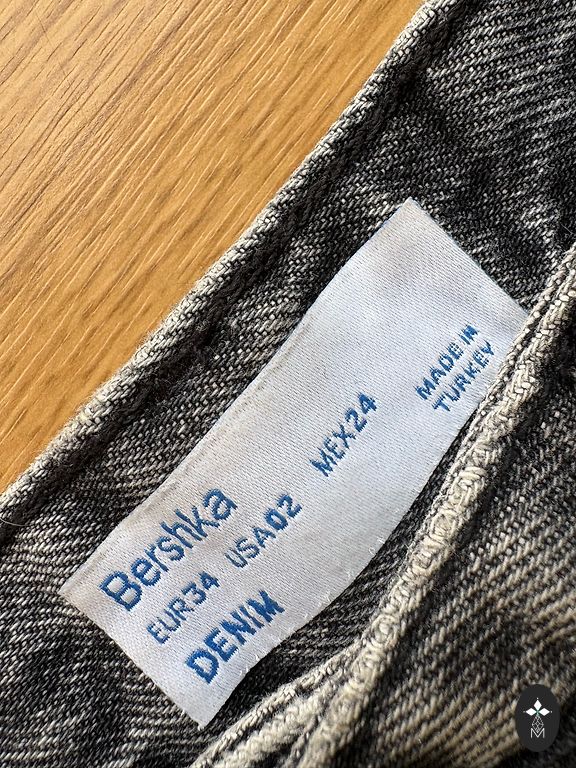 Bershka
EUR34 USA02 MEX24
DENIM
MADE IN
TURKEY
M